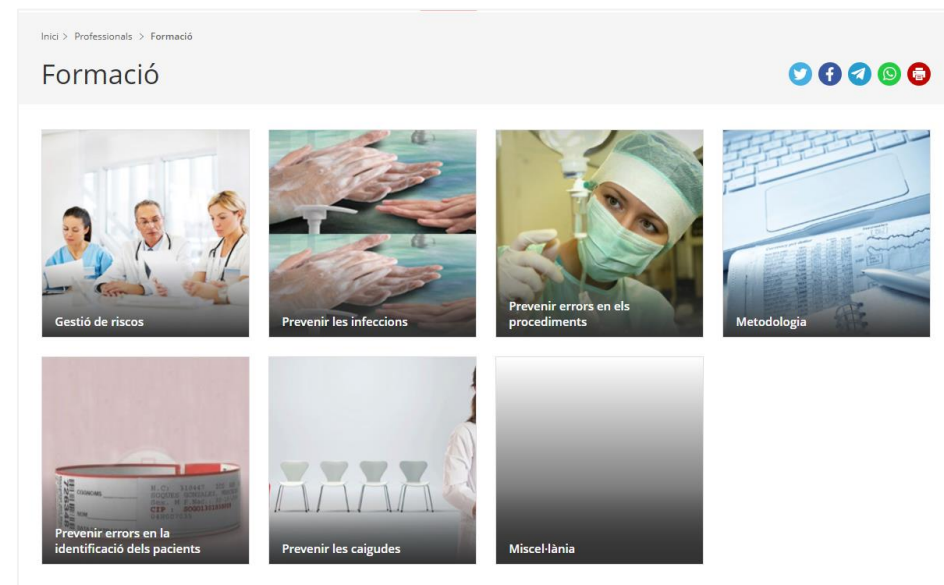 Inici > Professionals > Formació
Formació
Gestió de riscos
Prevenir les infeccions
Prevenir errors en els
procediments
Metodologia
CIP :
Prevenir errors en la
identificació dels pacients
Prevenir les caigudes
Miscel·lània